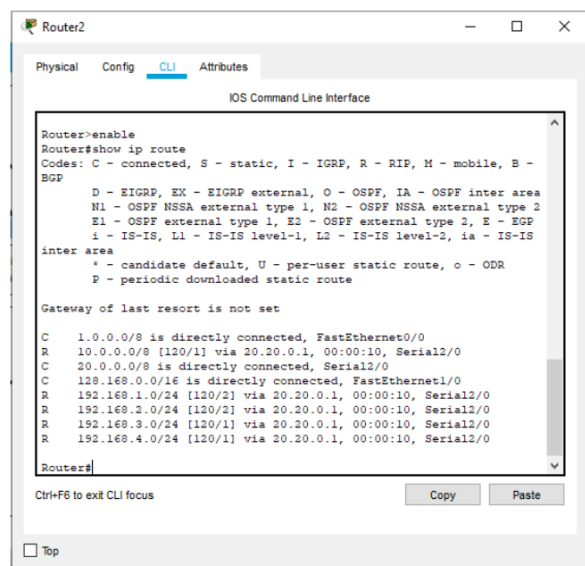 Router2
Physical Config CLI Attributes
IOS Command Line Interface
Router>enable
Router#show ip route
Codes: C - connected, S - static, I - IGRP, R - RIP, M - mobile, B -
BGP
D - EIGRP, EX - EIGRP external, O - OSPF, IA - OSPF inter area
N1 - OSPF NSSA external type 1, N2 - OSPF NSSA external type 2
E1 - OSPF external type 1, E2 - OSPF external type 2, E - EGP
i - IS-IS, L1 - IS-IS level-1, L2 - IS-IS level-2, ia - IS-IS
inter area
* - candidate default, U - per-user static route, o - ODR
P - periodic downloaded static route
Gateway of last resort is not set
C 1.0.0.0/8 is directly connected, FastEthernet0/0
R 10.0.0.0/8 [120/1] via 20.20.0.1, 00:00:10, Serial2/0
C 20.0.0.0/8 is directly connected, Serial2/0
C 128.168.0.0/16 is directly connected, FastEthernet1/0
R 192.168.1.0/24 [120/2] via 20.20.0.1, 00:00:10, Serial2/0
R 192.168.2.0/24 [120/2] via 20.20.0.1, 00:00:10, Serial2/0
R 192.168.3.0/24 [120/1] via 20.20.0.1, 00:00:10, Serial2/0
R 192.168.4.0/24 [120/1] via 20.20.0.1, 00:00:10, Serial2/0
Router#
Ctrl+F6 to exit CLI focus
Copy Paste
Top